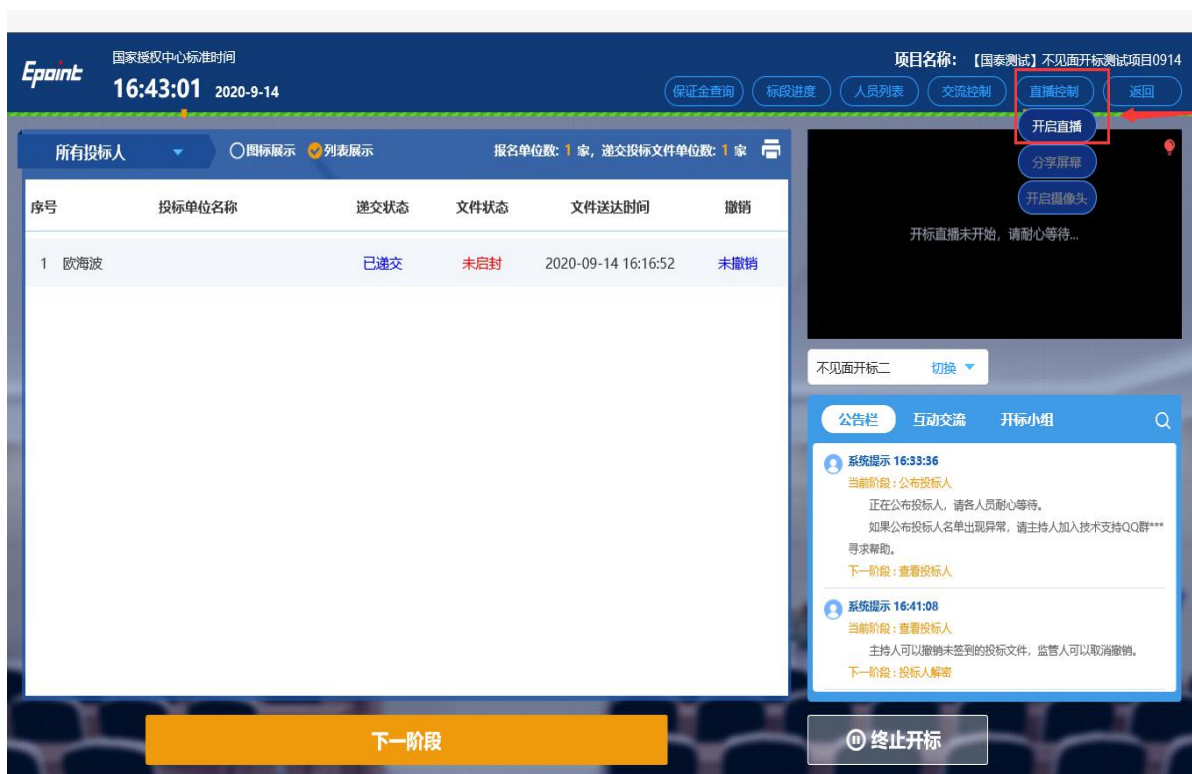 Epoint
国家授权中心标准时间
16:43:01 2020-9-14
项目名称: 【国泰测试】不见面开标测试项目0914
保证金查询 标段进度 人员列表 交流控制 直播控制 返回
开启直播
分享屏幕
开启摄像头
所有投标人 图标展示 列表展示 报名单位数: 1 家, 递交投标文件单位数: 1 家
序号 投标单位名称 递交状态 文件状态 文件送达时间 撤销
1 欧海波 已递交 未启封 2020-09-14 16:16:52 未撤销
开标直播未开始, 请耐心等待...
不见面开标二 切换
公告栏 互动交流 开标小组
系统提示 16:33:36
当前阶段 : 公布投标人
正在公布投标人, 请各人员耐心等待。
如果公布投标人名单出现异常, 请主持人加入技术支持QQ群***
寻求帮助。
下一阶段 : 查看投标人
系统提示 16:41:08
当前阶段 : 查看投标人
主持人可以撤销未签到的投标文件, 监管人可以取消撤销。
下一阶段 : 投标人解密
下一阶段
终止开标